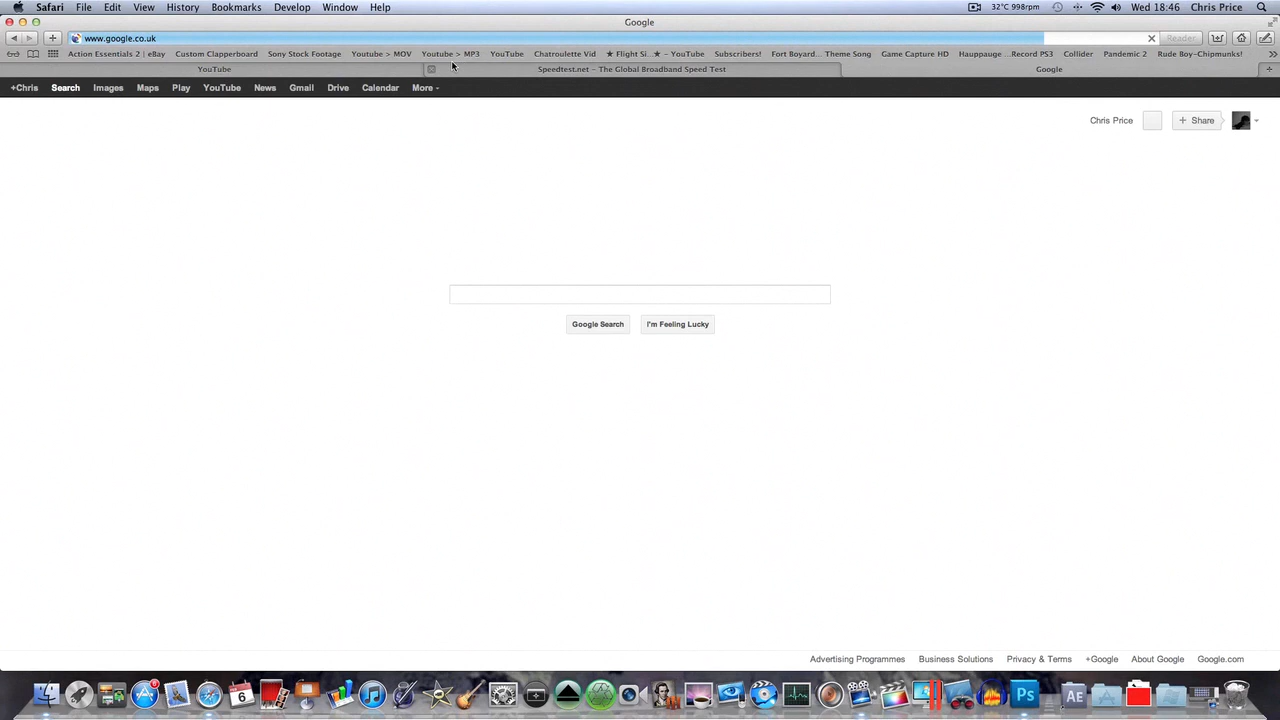 Safari File Edit View History Bookmarks Develop Window Help 32°C 998rpm Wed 18:46 Chris Price
Google
www.google.co.uk Reader
Action Essentials 2 | eBay Custom Clapperboard Sony Stock Footage Youtube > MOV Youtube > MP3 YouTube Chatroulette Vid ★ Flight Si... ★ – YouTube Subscribers! Fort Boyard... Theme Song Game Capture HD Hauppauge ...Record PS3 Collider Pandemic 2 Rude Boy–Chipmunks!
YouTube Speedtest.net – The Global Broadband Speed Test Google
+Chris Search Images Maps Play YouTube News Gmail Drive Calendar More
Chris Price + Share
Google Search I'm Feeling Lucky
Advertising Programmes Business Solutions Privacy & Terms +Google About Google Google.com
6 Ps Ae